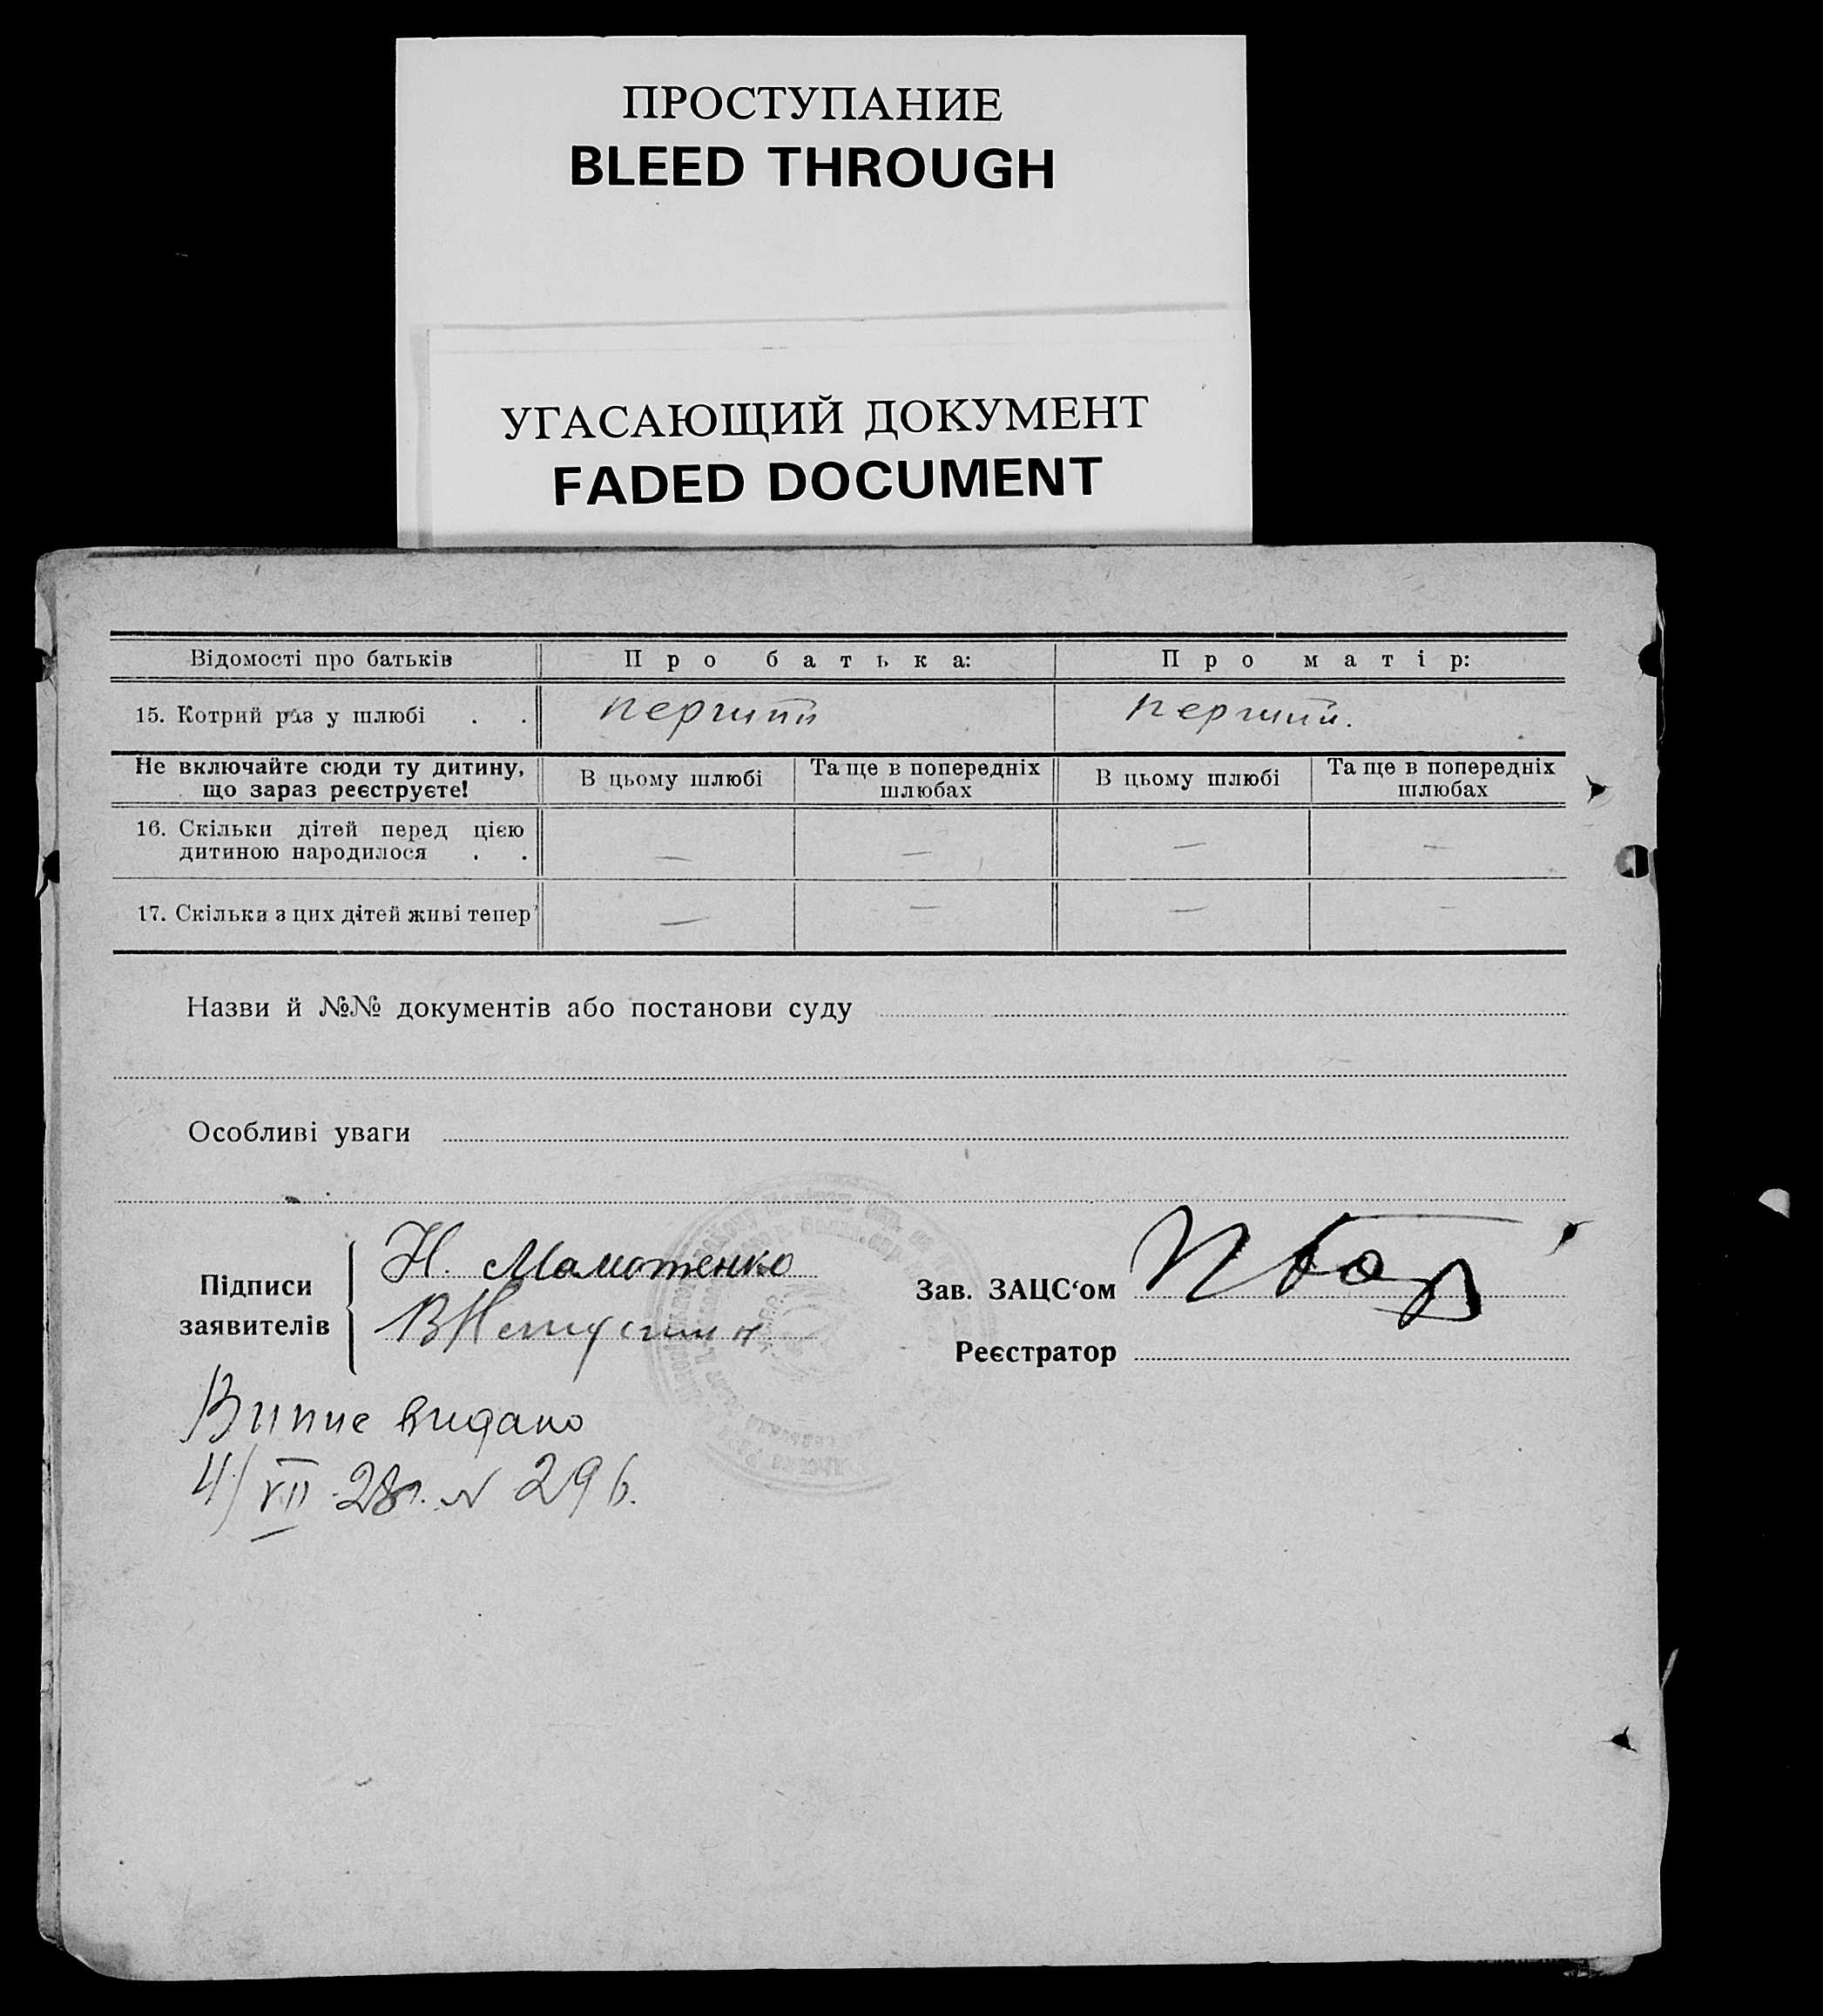 ПРОСТУПАНИЕ
BLEED THROUGH
УГАСАЮЩИЙ ДОКУМЕНТ
FADED DOCUMENT
Відомості про батьків Про батька: Про матір:
15. Котрий раз у шлюбі . . перший перший.
Не включайте сюди ту дитину, що зараз реєструєте! В цьому шлюбі Та ще в попередніх шлюбах В цьому шлюбі Та ще в попередніх шлюбах
16. Скільки дітей перед цією
дитиною народилося . . — — — —
17. Скільки з цих дітей живі тепер — — — —
Назви й №№ документів або постанови суду
Особливі уваги
Підписи
заявителів
Н.
В
Зав. ЗАЦС‘ом
Реєстратор
Випис видано
4/VII 28р. N 296.